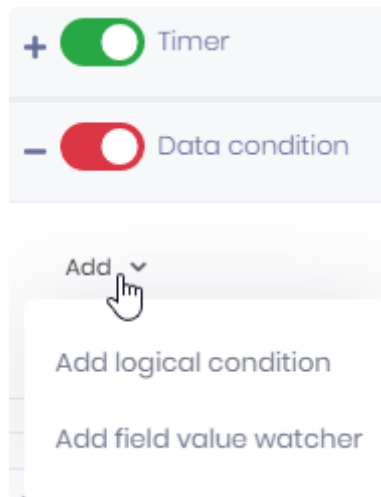 Timer
Data condition
Add
Add logical condition
Add field value watcher